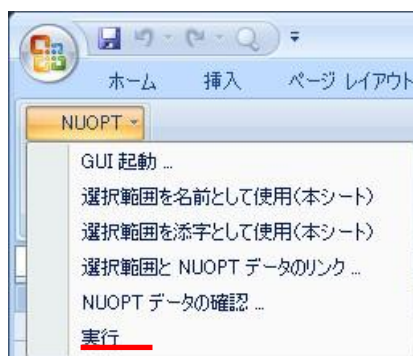 ホーム 挿入 ページ レイアウト
NUOPT
GUI 起動 ...
選択範囲を名前として使用(本シート)
選択範囲を添字として使用(本シート)
選択範囲と NUOPT データのリンク ...
NUOPT データの確認 ...
実行